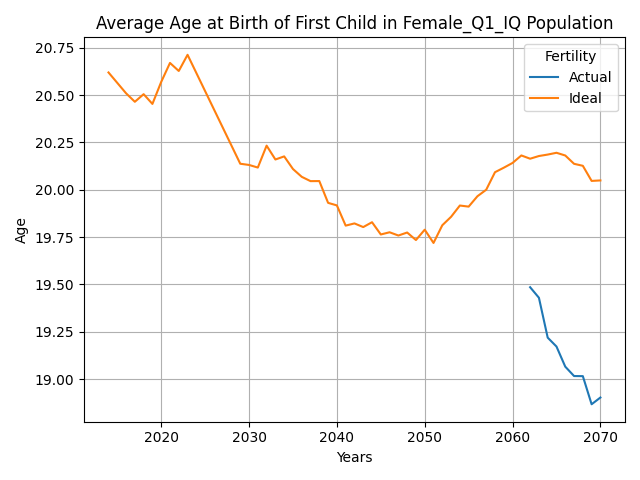 Average Age at Birth of First Child in Female_Q1_IQ Population
Fertility
Actual
Ideal
20.75
20.50
20.25
20.00
19.75
19.50
19.25
19.00
Age
2020
2030
2040
2050
2060
2070
Years